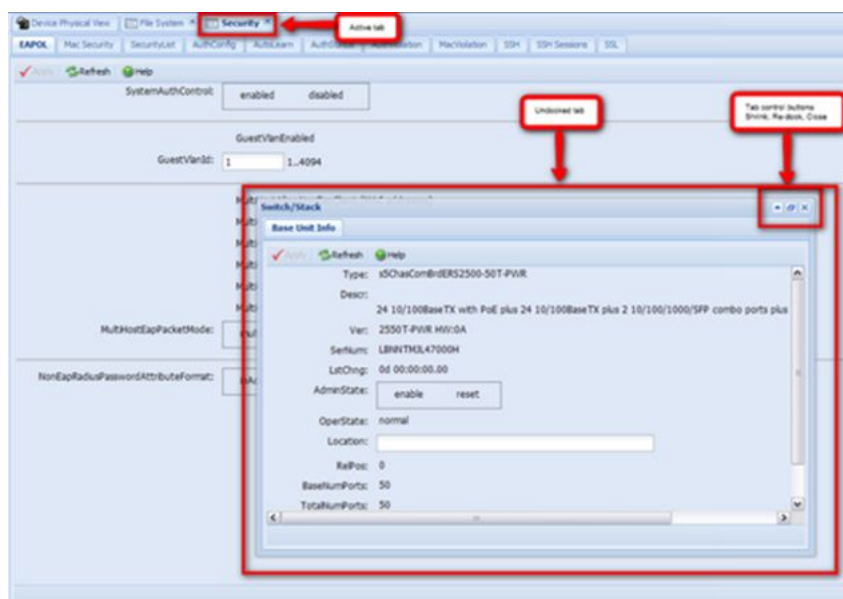 Device Physical View File System Security
Active tab
EAPOL Mac Security SecurityList AuthConfig AutoLearn MacViolation SSH SSH Sessions SSL
Apply Refresh Help
SystemAuthControl: enabled disabled
Undocked tab
Tab control buttons
Shrink, Re-dock, Close
GuestVlanEnabled
GuestVlanId: 1 1..4094
Switch/Stack
Base Unit Info
Apply Refresh Help
Type: s5ChasComBrdERS2500-50T-PWR
Descr:
24 10/100BaseTX with PoE plus 24 10/100BaseTX plus 2 10/100/1000/SFP combo ports plus
Ver: 2550T-PWR HW:0A
SerNum: LBNNTMJL47000H
LstChng: 0d 00:00:00.00
MultiHostEapPacketMode:
NonEapRadiusPasswordAttributeFormat:
AdminState: enable reset
OperState: normal
Location:
RelPos: 0
BaseNumPorts: 50
TotalNumPorts: 50